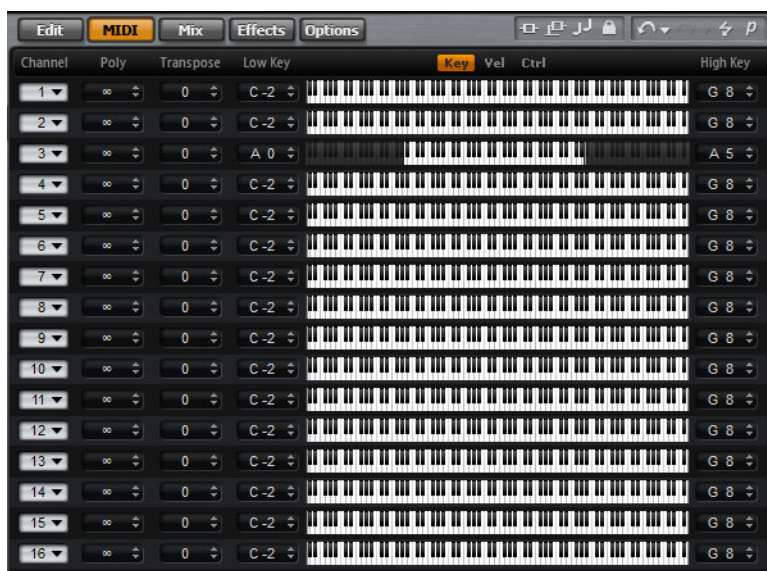 Edit MIDI Mix Effects Options p
Channel Poly Transpose Low Key Key Vel Ctrl High Key
1 ∞ 0 C -2 G 8
2 ∞ 0 C -2 G 8
3 ∞ 0 A 0 A 5
4 ∞ 0 C -2 G 8
5 ∞ 0 C -2 G 8
6 ∞ 0 C -2 G 8
7 ∞ 0 C -2 G 8
8 ∞ 0 C -2 G 8
9 ∞ 0 C -2 G 8
10 ∞ 0 C -2 G 8
11 ∞ 0 C -2 G 8
12 ∞ 0 C -2 G 8
13 ∞ 0 C -2 G 8
14 ∞ 0 C -2 G 8
15 ∞ 0 C -2 G 8
16 ∞ 0 C -2 G 8